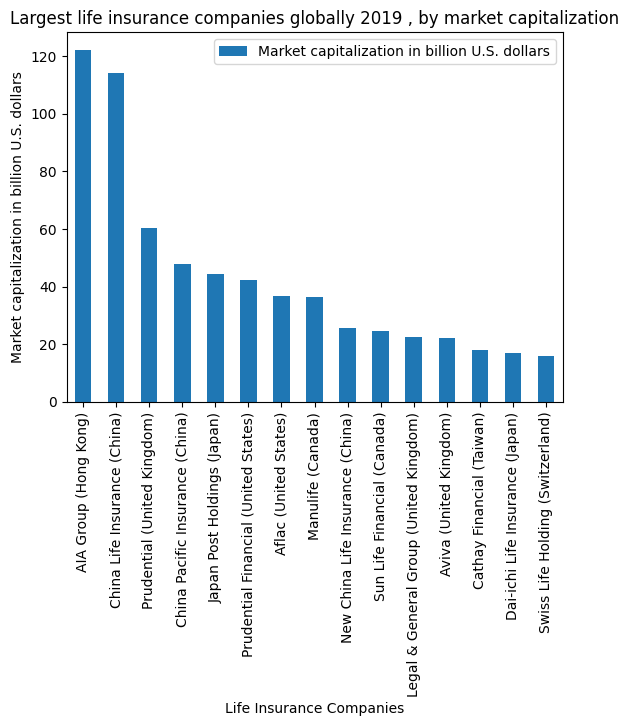 Largest life insurance companies globally 2019 , by market capitalization
Market capitalization in billion U.S. dollars
Market capitalization in billion U.S. dollars
120
100
80
60
40
20
0
AIA Group (Hong Kong)
China Life Insurance (China)
Prudential (United Kingdom)
China Pacific Insurance (China)
Japan Post Holdings (Japan)
Prudential Financial (United States)
Aflac (United States)
Manulife (Canada)
New China Life Insurance (China)
Sun Life Financial (Canada)
Legal & General Group (United Kingdom)
Aviva (United Kingdom)
Cathay Financial (Taiwan)
Dai-ichi Life Insurance (Japan)
Swiss Life Holding (Switzerland)
Life Insurance Companies